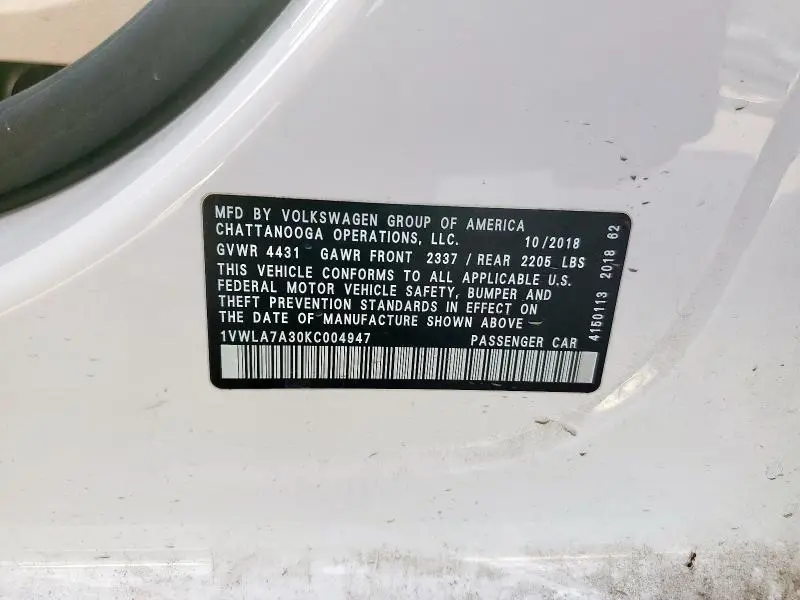 MFD BY VOLKSWAGEN GROUP OF AMERICA
CHATTANOOGA OPERATIONS, LLC. 10/2018
GVWR 4431 GAWR FRONT 2337 / REAR 2205 LBS
THIS VEHICLE CONFORMS TO ALL APPLICABLE U.S.
FEDERAL MOTOR VEHICLE SAFETY, BUMPER AND
THEFT PREVENTION STANDARDS IN EFFECT ON
THE DATE OF MANUFACTURE SHOWN ABOVE
1VWLA7A30KC004947 PASSENGER CAR
4150113 2018 62